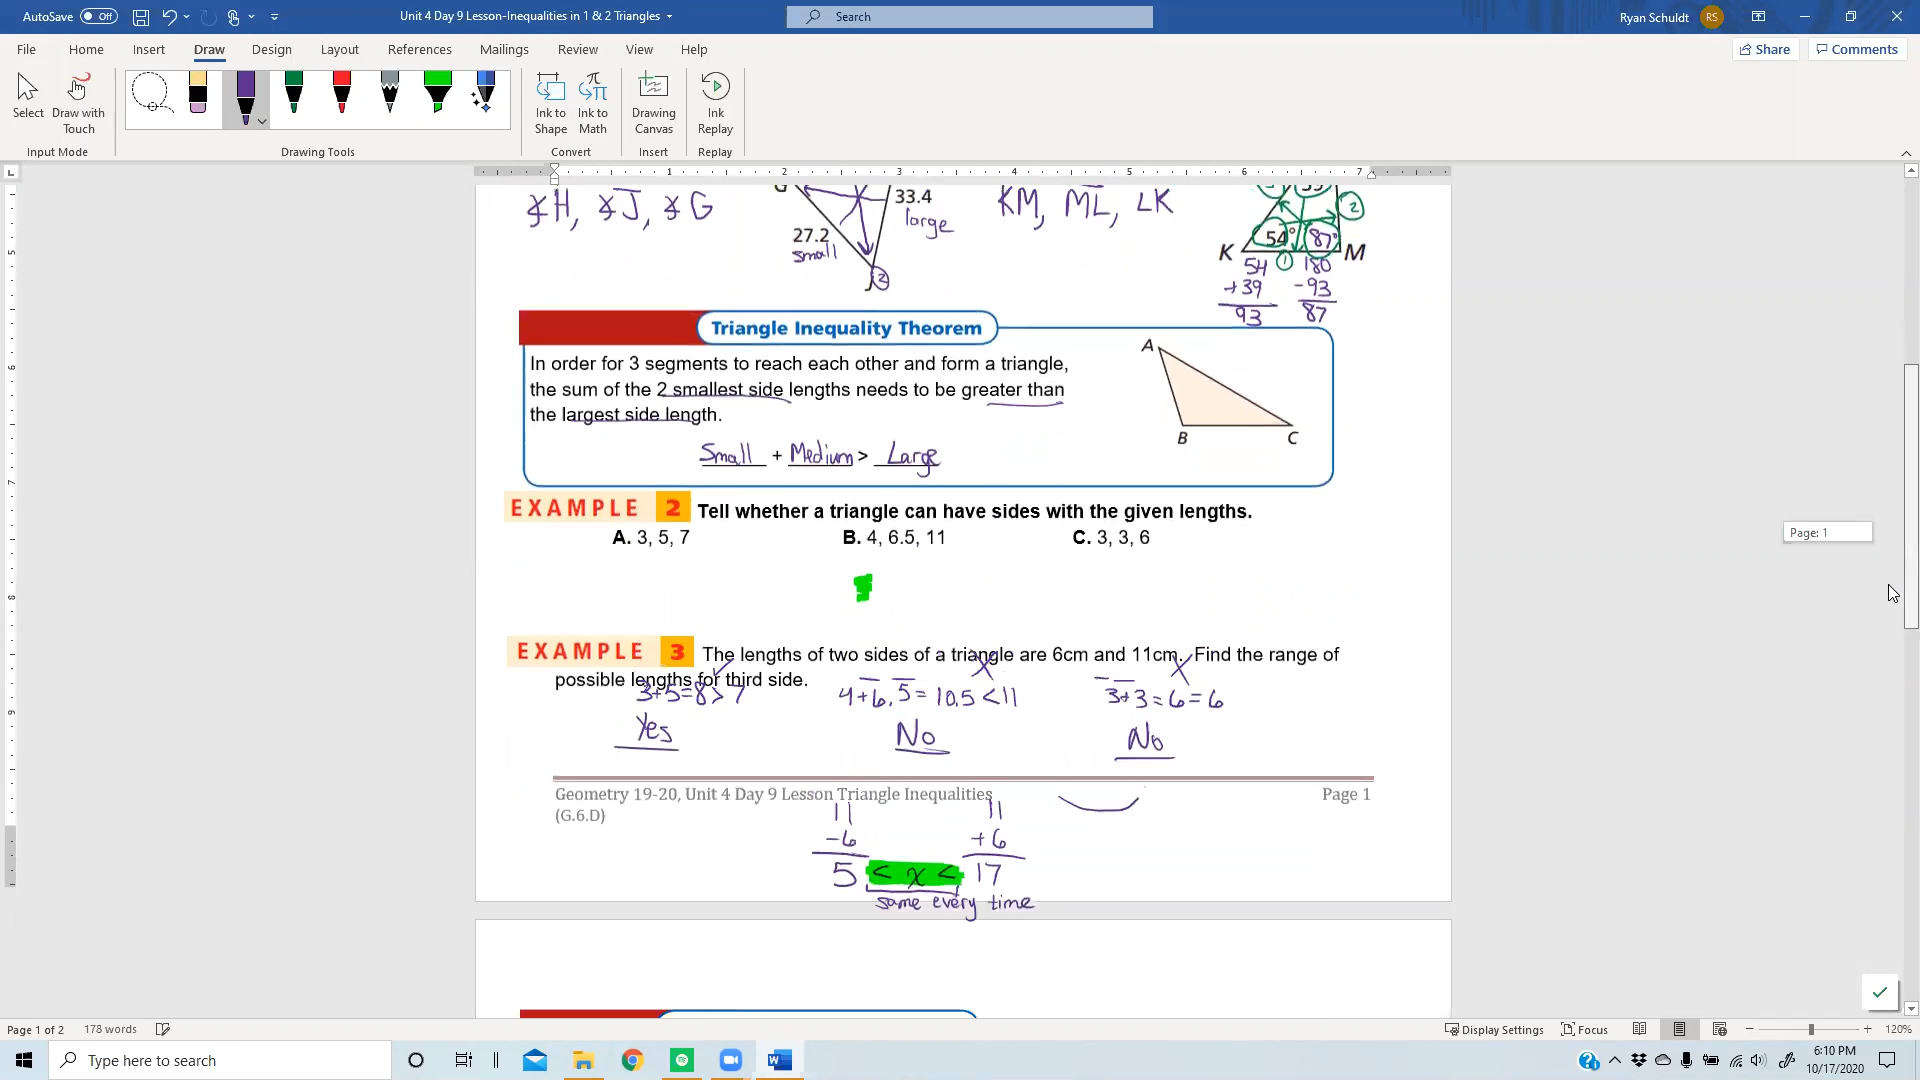 AutoSave Off
Unit 4 Day 9 Lesson-Inequalities in 1 & 2 Triangles
Search
Ryan Schuldt RS
File Home Insert Draw Design Layout References Mailings Review View Help
Share Comments
Select
Draw with Touch
Ink to Shape
Ink to Math
Drawing Canvas
Ink Replay
Input Mode Drawing Tools Convert Insert Replay
1 2 3 4 5 6 7
∡H, ∡J, ∡G
33.4
large
27.2
small
2
KM, ML, LK
2
54° 87°
K 1 M
54
+39
93
180
-93
87
Triangle Inequality Theorem
In order for 3 segments to reach each other and form a triangle,
the sum of the 2 smallest side lengths needs to be greater than
the largest side length.
Small + Medium > Large
A
B C
EXAMPLE 2 Tell whether a triangle can have sides with the given lengths.
A. 3, 5, 7 B. 4, 6.5, 11 C. 3, 3, 6
Page: 1
EXAMPLE 3 The lengths of two sides of a triangle are 6cm and 11cm. Find the range of
possible lengths for third side.
3+5=8>7 4+6.5=10.5<11 3+3=6=6
Yes No No
Geometry 19-20, Unit 4 Day 9 Lesson Triangle Inequalities Page 1
(G.6.D)
11 11
-6 +6
5 < x < 17
same every time
Page 1 of 2 178 words
Display Settings Focus 120%
Type here to search
6:10 PM
10/17/2020